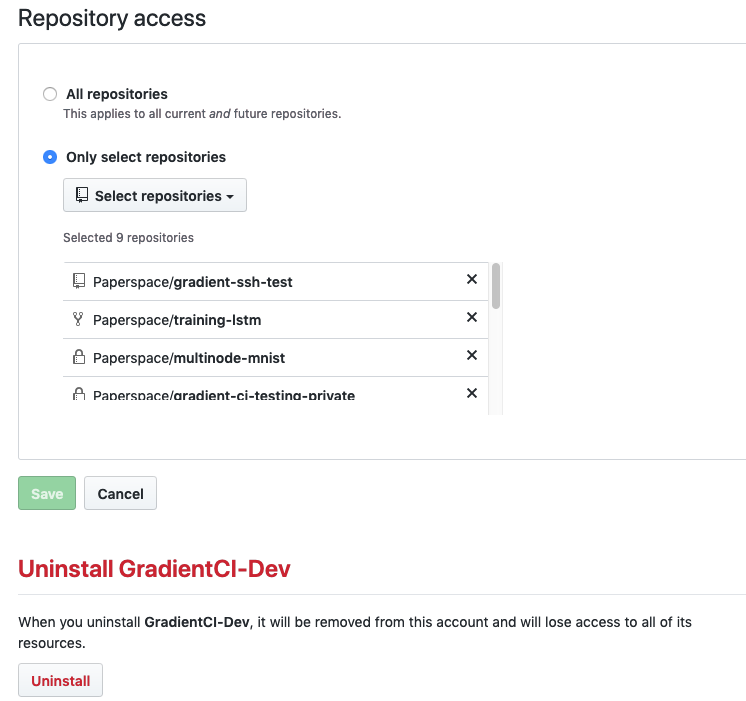 Repository access
All repositories
This applies to all current and future repositories.
Only select repositories
Select repositories
Selected 9 repositories
Paperspace/gradient-ssh-test
Paperspace/training-lstm
Paperspace/multinode-mnist
Paperspace/gradient-ci-testing-private
Save Cancel
Uninstall GradientCI-Dev
When you uninstall GradientCI-Dev, it will be removed from this account and will lose access to all of its
resources.
Uninstall